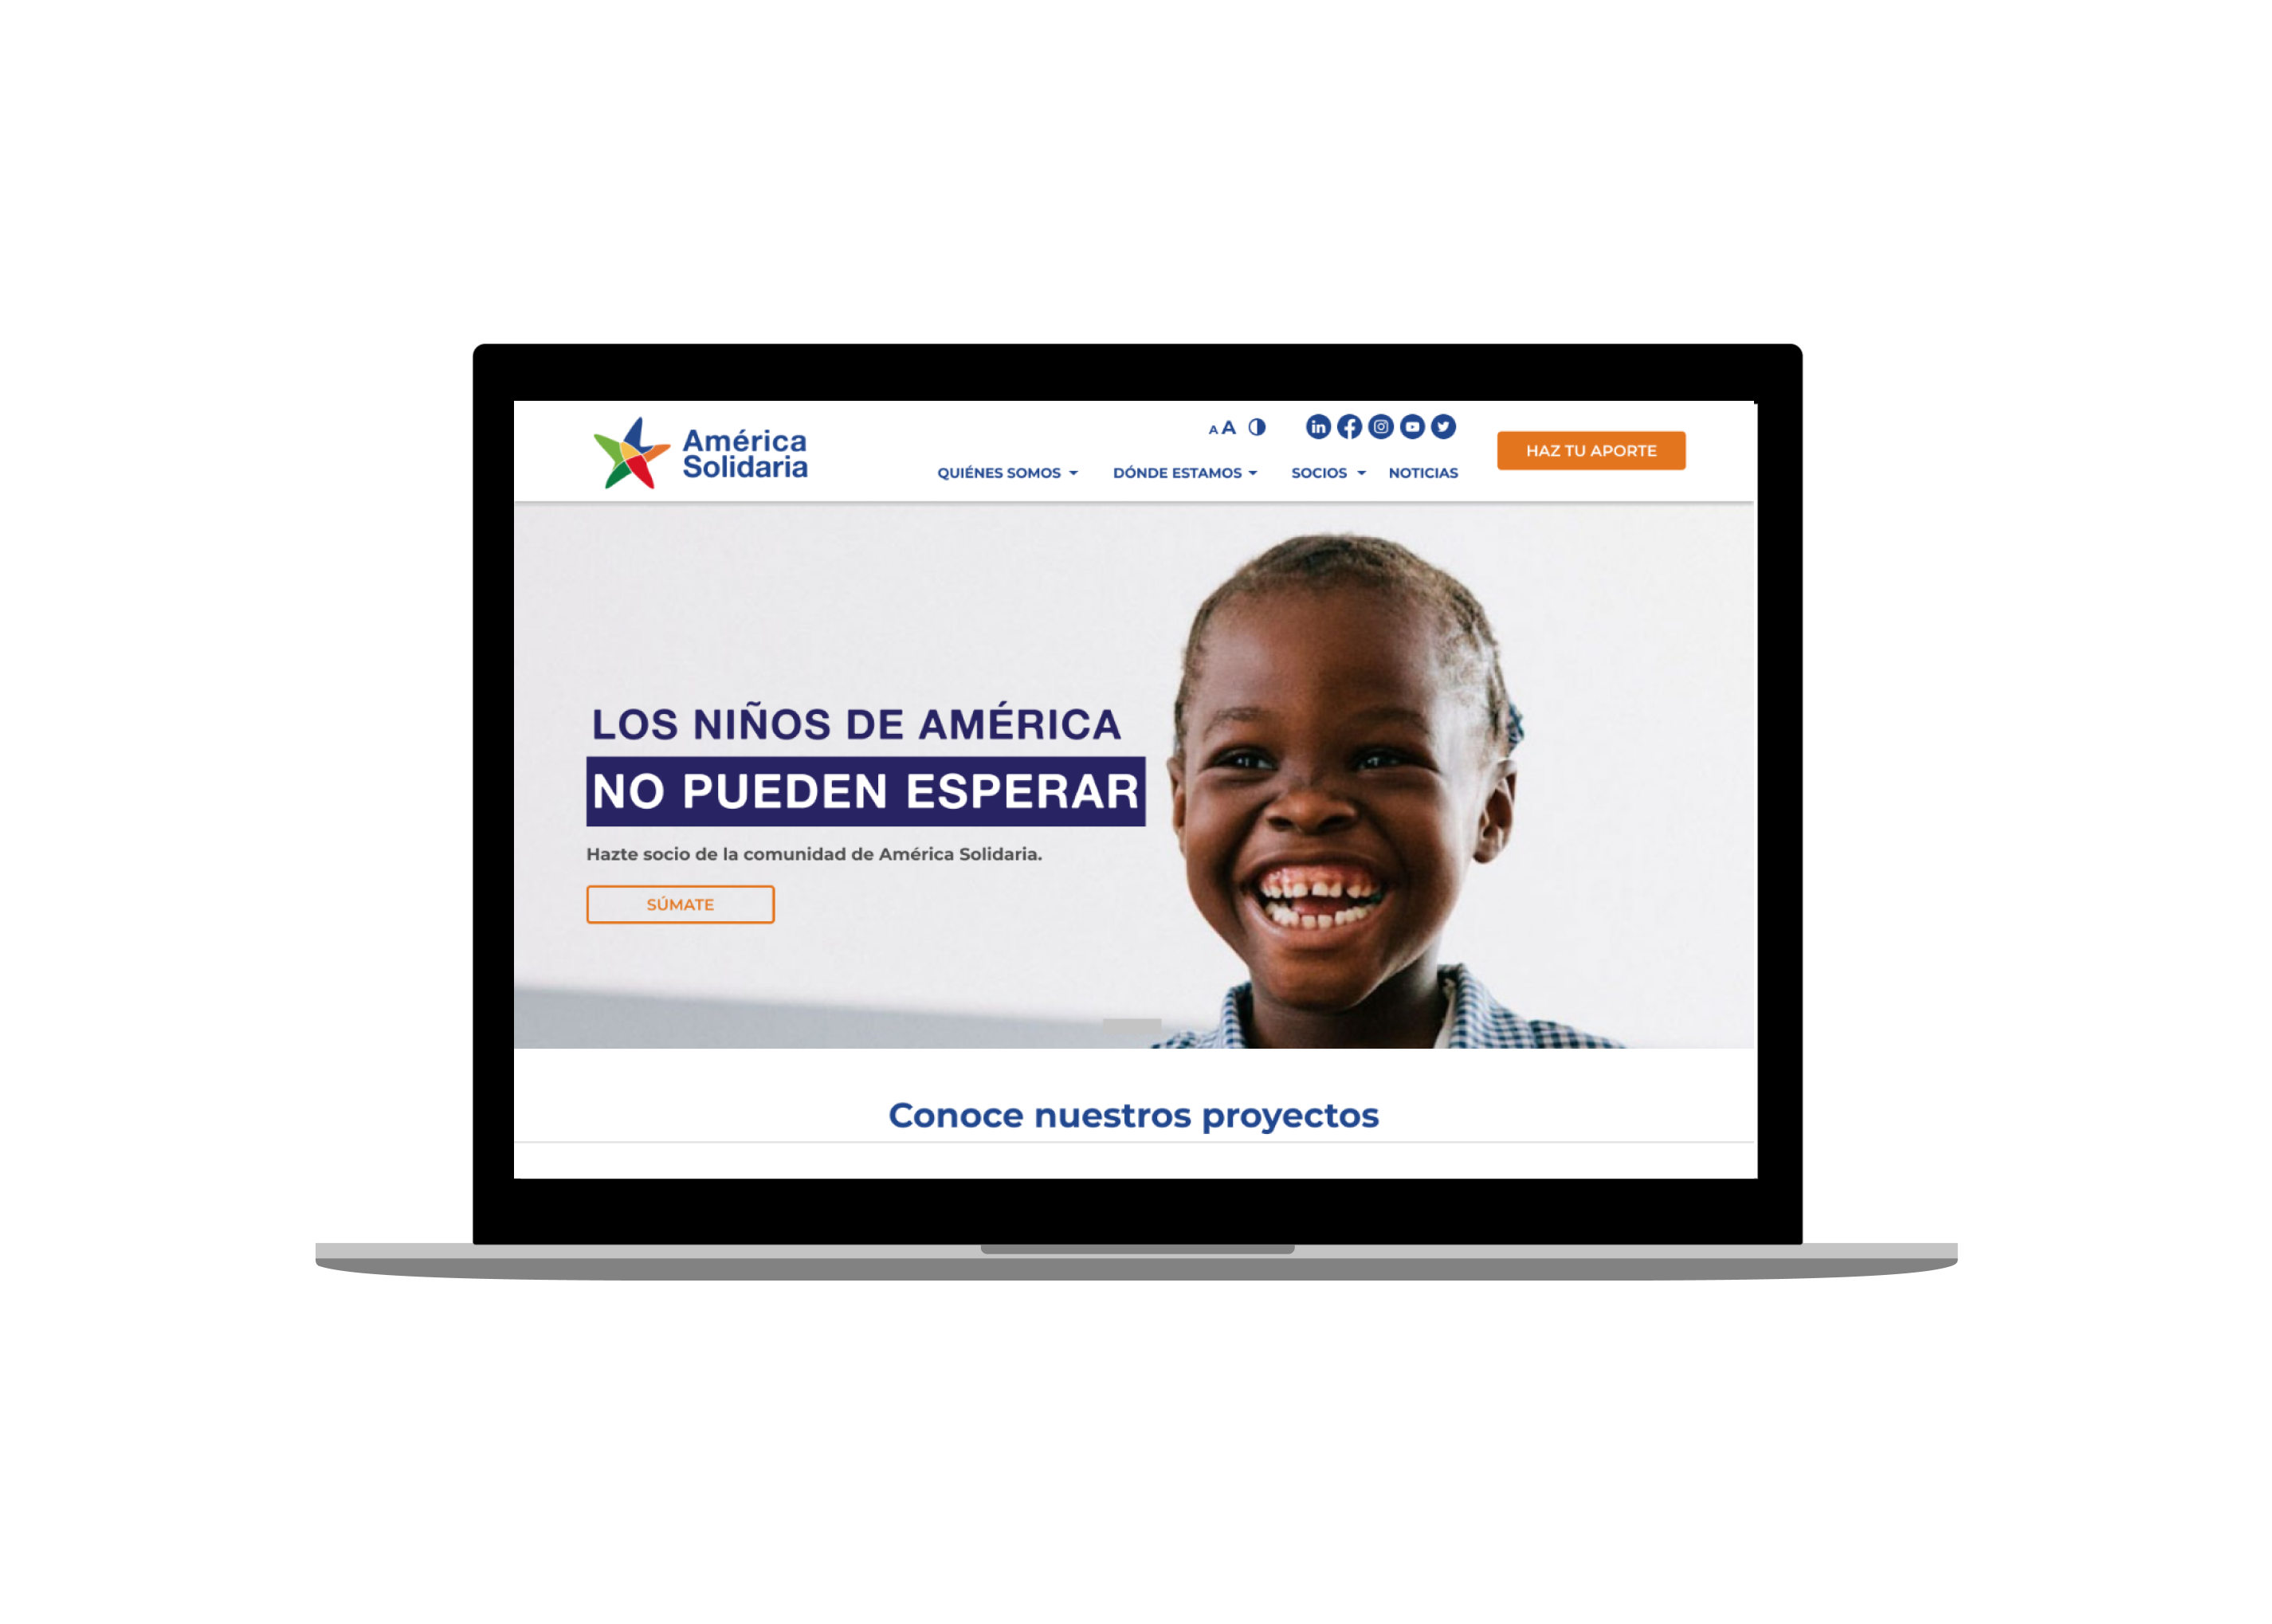 América
Solidaria
A A
QUIÉNES SOMOS
DÓNDE ESTAMOS
SOCIOS
NOTICIAS
HAZ TU APORTE
LOS NIÑOS DE AMÉRICA
NO PUEDEN ESPERAR
Hazte socio de la comunidad de América Solidaria.
SÚMATE
Conoce nuestros proyectos